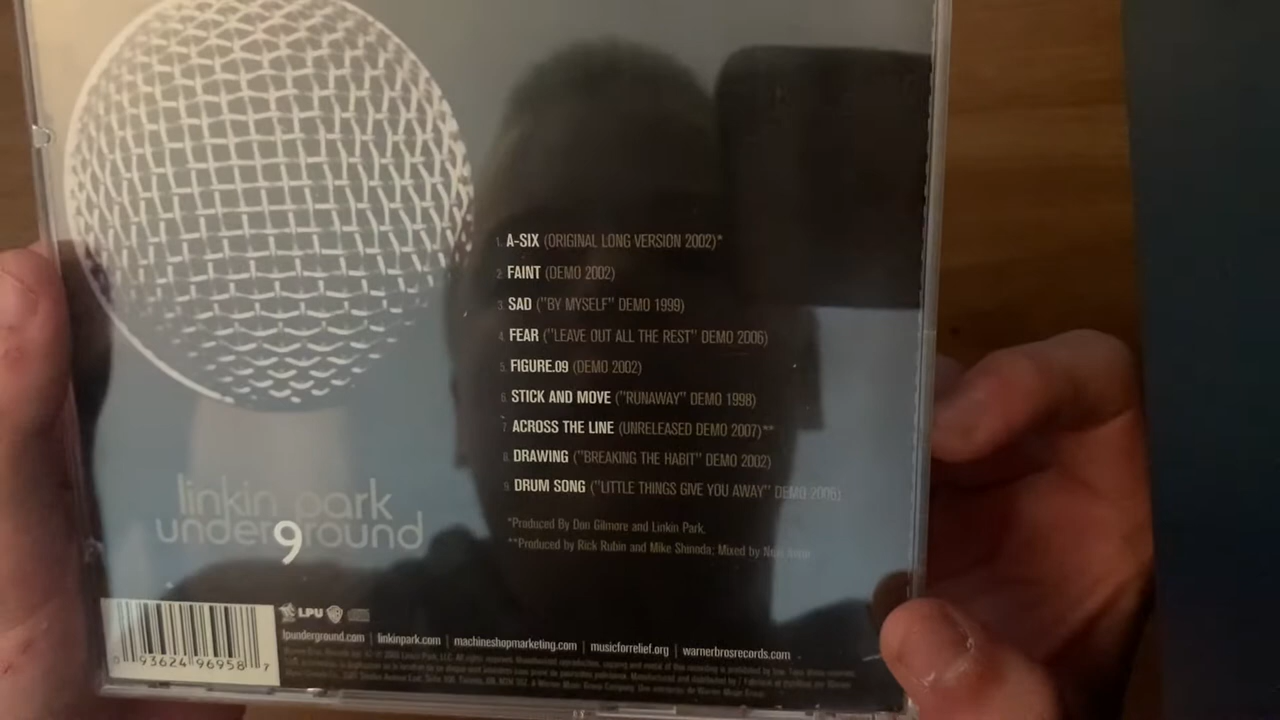 1. A-SIX (ORIGINAL LONG VERSION 2002)*
2. FAINT (DEMO 2002)
3. SAD ("BY MYSELF" DEMO 1999)
4. FEAR ("LEAVE OUT ALL THE REST" DEMO 2006)
5. FIGURE.09 (DEMO 2002)
6. STICK AND MOVE ("RUNAWAY" DEMO 1998)
7. ACROSS THE LINE (UNRELEASED DEMO 2007)**
8. DRAWING ("BREAKING THE HABIT" DEMO 2002)
9. DRUM SONG ("LITTLE THINGS GIVE YOU AWAY" DEMO 2006)
*Produced By Don Gilmore and Linkin Park.
**Produced by Rick Rubin and Mike Shinoda; Mixed by
linkin park
under9round
LPU
lpunderground.com | linkinpark.com | machineshopmarketing.com | musicforrelief.org | warnerbrosrecords.com
0 93624 96958 7